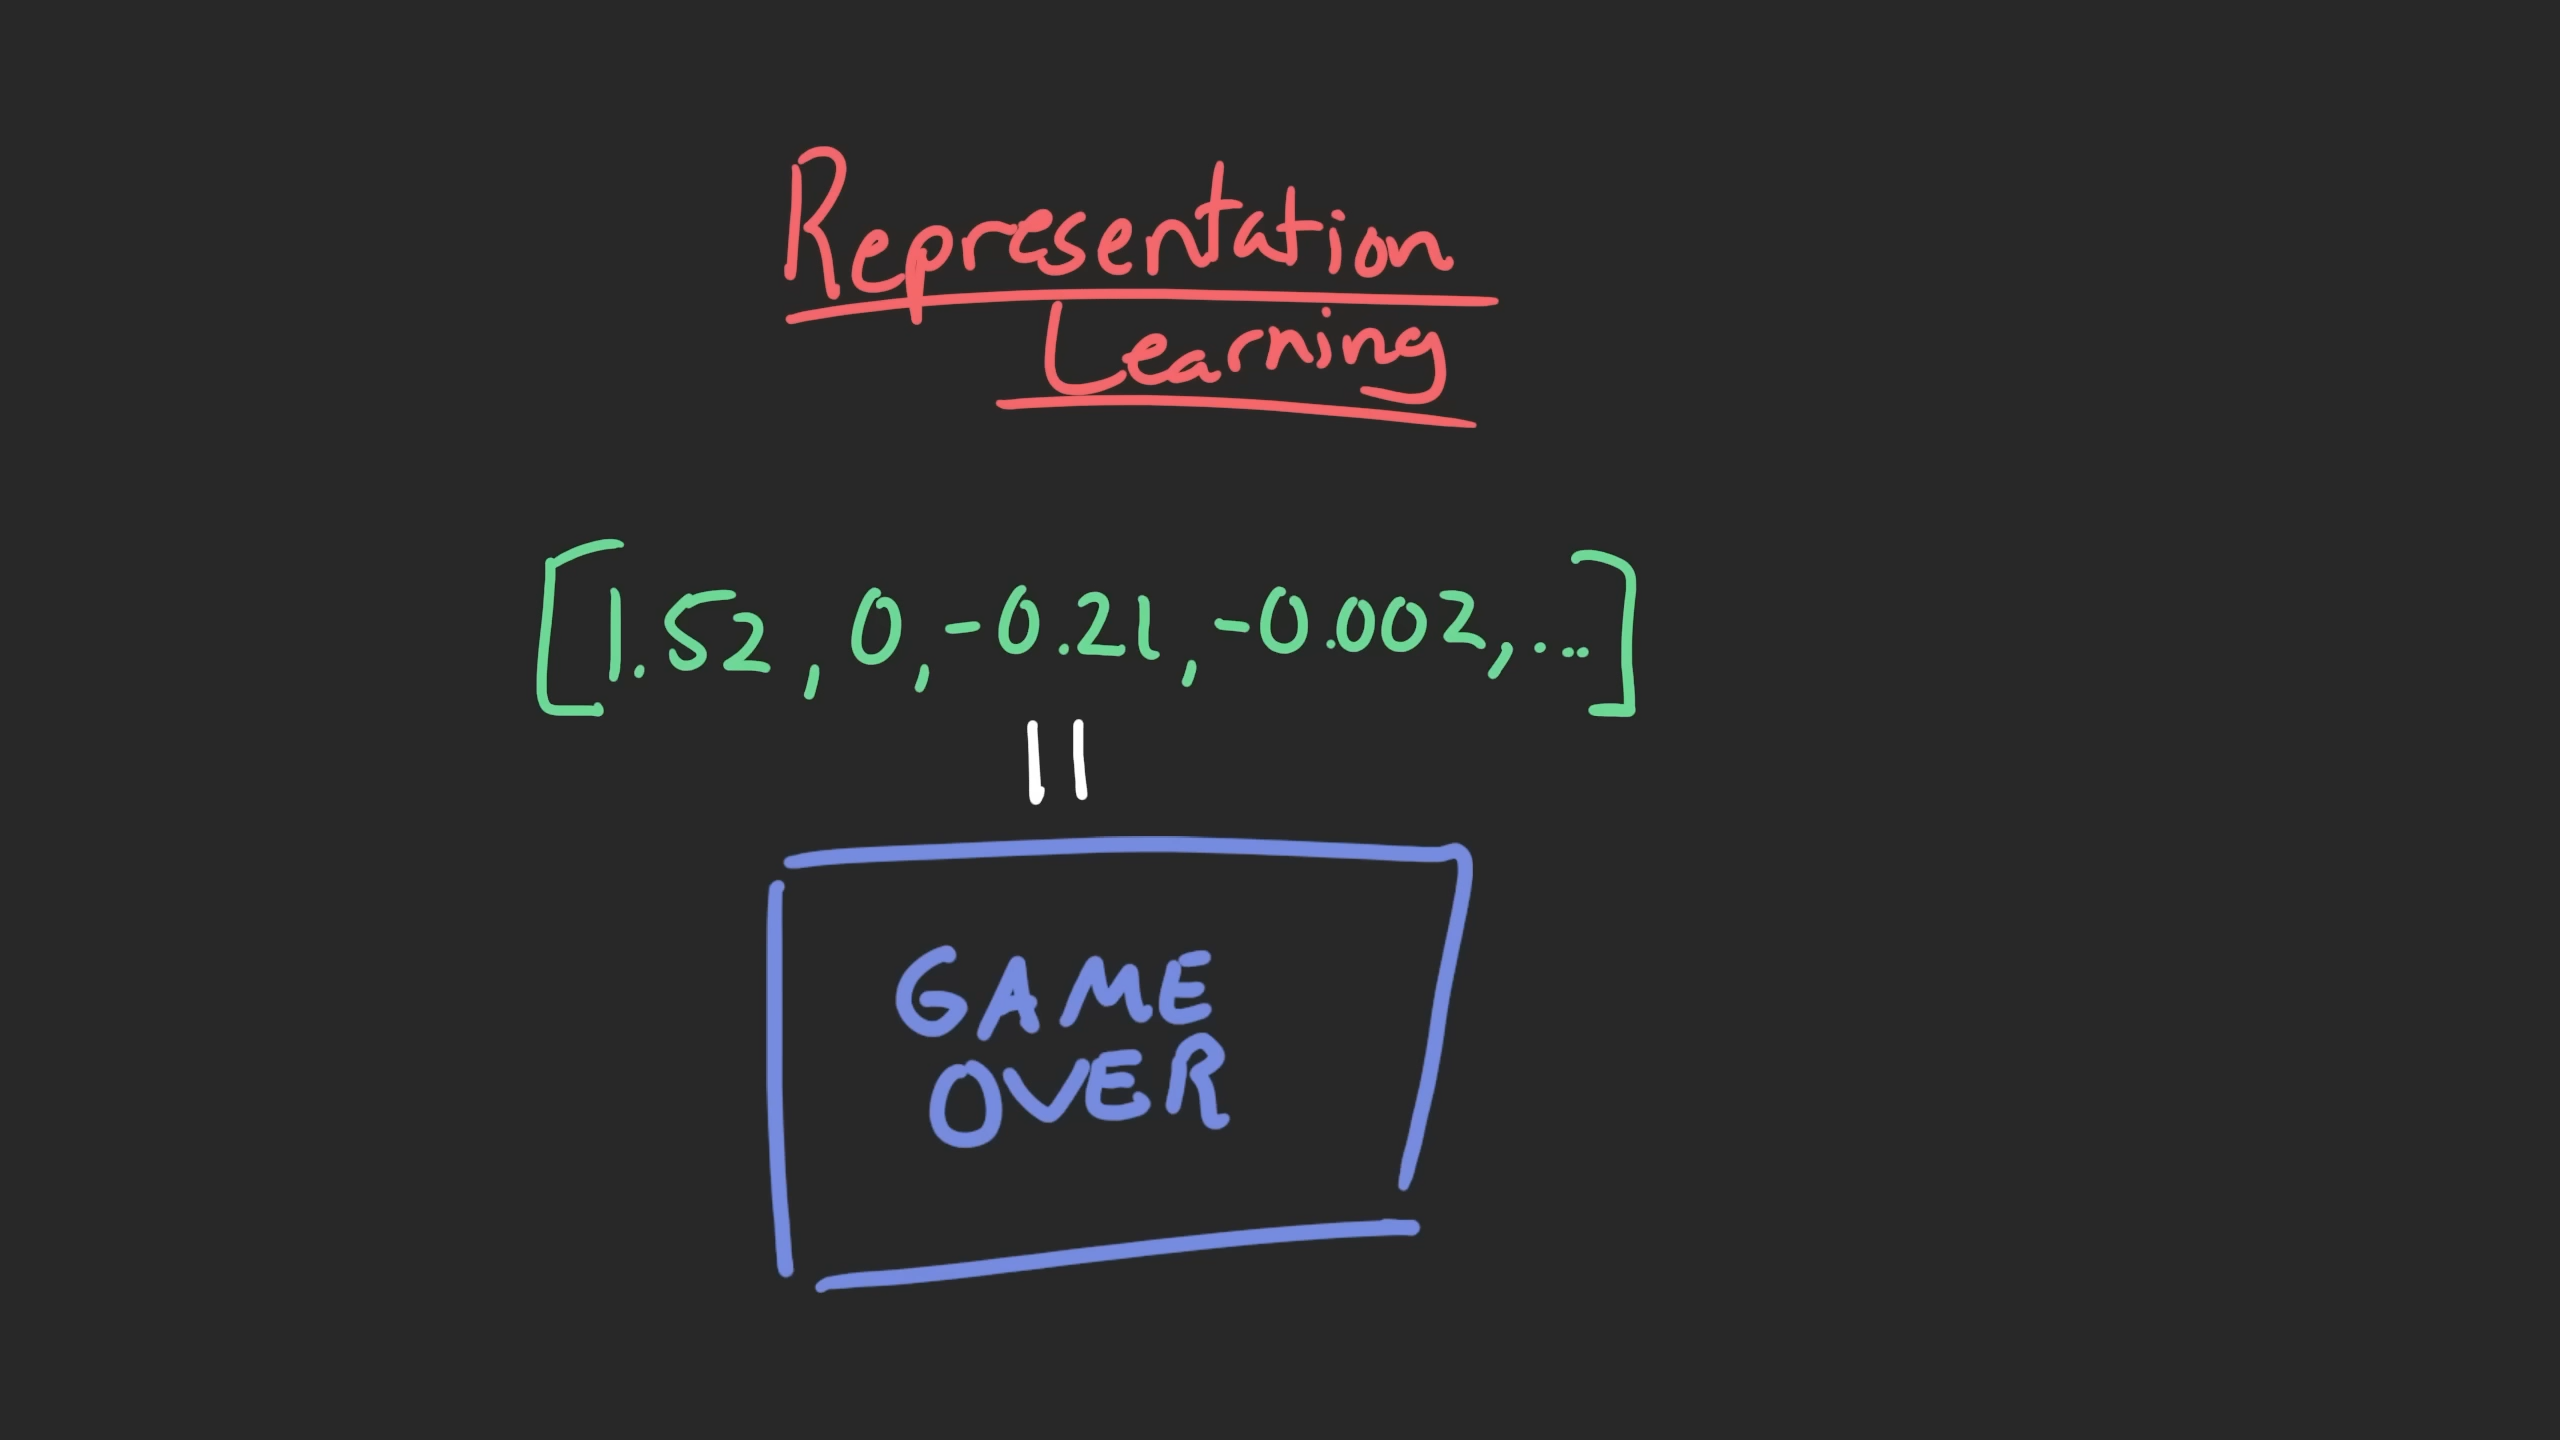 Representation
Learning
[1.52, 0, -0.21, -0.002, ...]
||
GAME
OVER